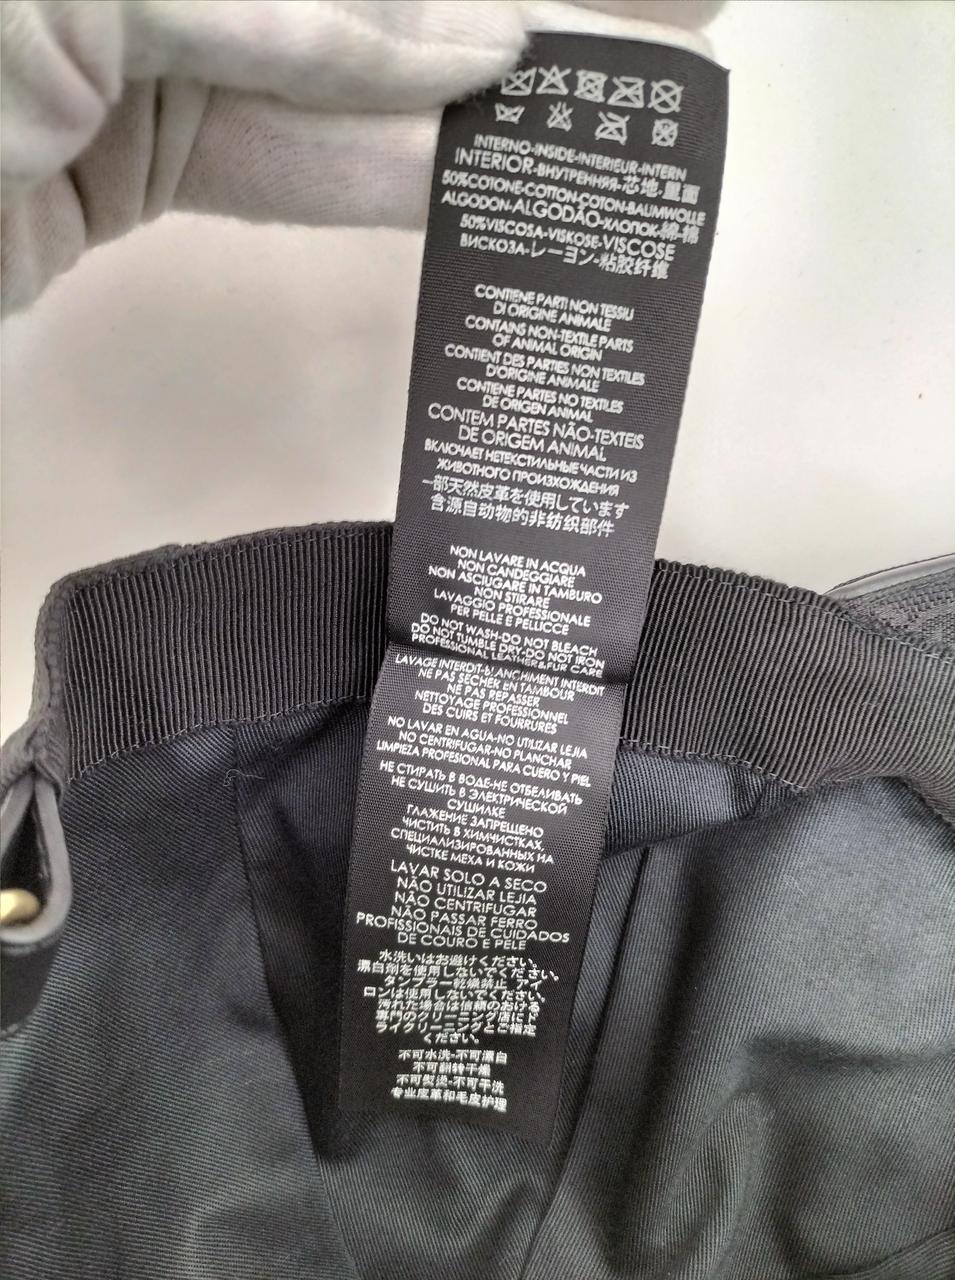 INTERNO-INSIDE-INTERIEUR-INTERN
INTERIOR-ВНУТРЕННЯЯ-芯地,里面
50%COTONE-COTTON-COTON-BAUMWOLLE
ALGODON-ALGODÃO-ХЛОПОК-綿-棉
50%VISCOSA-VISKOSE-VISCOSE
ВИСКОЗА-レーヨン-粘胶纤维
CONTIENE PARTI NON TESSILI
DI ORIGINE ANIMALE
CONTAINS NON-TEXTILE PARTS
OF ANIMAL ORIGIN
CONTIENT DES PARTIES NON TEXTILES
D'ORIGINE ANIMALE
CONTIENE PARTES NO TEXTILES
DE ORIGEN ANIMAL
CONTEM PARTES NÃO-TEXTEIS
DE ORIGEM ANIMAL
ВКЛЮЧАЕТ НЕТЕКСТИЛЬНЫЕ ЧАСТИ ИЗ
ЖИВОТНОГО ПРОИЗХОЖДЕНИЯ
一部天然皮革を使用しています
含源自动物的非纺织部件
NON LAVARE IN ACQUA
NON CANDEGGIARE
NON ASCIUGARE IN TAMBURO
NON STIRARE
LAVAGGIO PROFESSIONALE
PER PELLE E PELLICCE
DO NOT WASH-DO NOT BLEACH
DO NOT TUMBLE DRY-DO NOT IRON
PROFESSIONAL LEATHER&FUR CARE
LAVAGE INTERDIT-BLANCHIMENT INTERDIT
NE PAS SECHER EN TAMBOUR
NE PAS REPASSER
NETTOYAGE PROFESSIONNEL
DES CUIRS ET FOURRURES
NO LAVAR EN AGUA-NO UTILIZAR LEJIA
NO CENTRIFUGAR-NO PLANCHAR
LIMPIEZA PROFESIONAL PARA CUERO Y PIEL
НЕ СТИРАТЬ В ВОДЕ-НЕ ОТБЕЛИВАТЬ
НЕ СУШИТЬ В ЭЛЕКТРИЧЕСКОЙ
СУШИЛКЕ
ГЛАЖЕНИЕ ЗАПРЕЩЕНО
ЧИСТИТЬ В ХИМЧИСТКАХ,
СПЕЦИАЛИЗИРОВАННЫХ НА
ЧИСТКЕ МЕХА И КОЖИ
LAVAR SOLO A SECO
NÃO UTILIZAR LEJIA
NÃO CENTRIFUGAR
NÃO PASSAR FERRO
PROFISSIONAIS DE CUIDADOS
DE COURO E PELE
水洗いはお避けください。
漂白剤を使用しないでください。
タンブラー乾燥禁止 アイ
ロンは使用しないでください。
汚れた場合は信頼のおける
専門のクリーニング店にド
ライクリーニングとご指定
ください。
不可水洗-不可漂白
不可翻转干燥
不可熨烫-不可干洗
专业皮革和毛皮护理